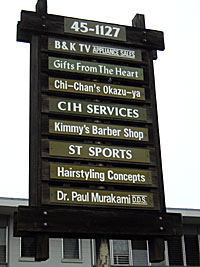 45-1127
B & K TV APPLIANCE SALES
Gifts From The Heart
Chi-Chan's Okazu-ya
CIH SERVICES
Kimmy's Barber Shop
ST SPORTS
Hairstyling Concepts
Dr. Paul Murakami D.D.S.